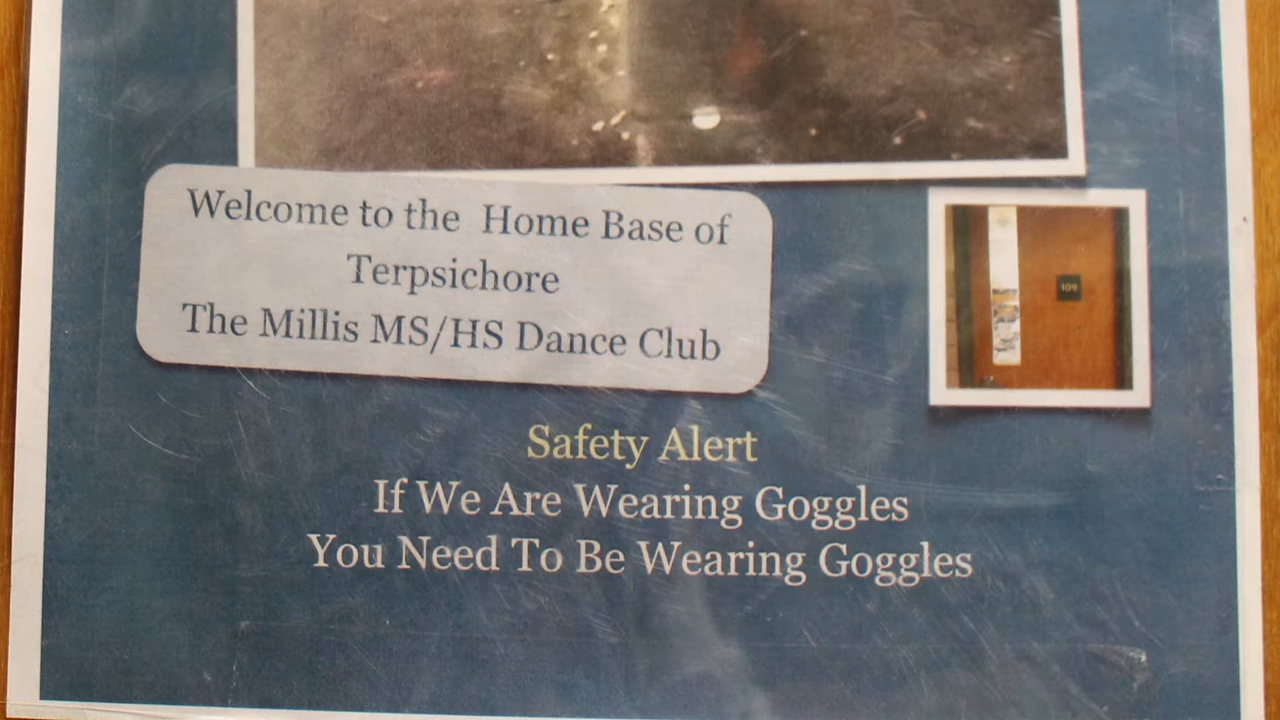 Welcome to the Home Base of
Terpsichore
The Millis MS/HS Dance Club
109
Safety Alert
If We Are Wearing Goggles
You Need To Be Wearing Goggles